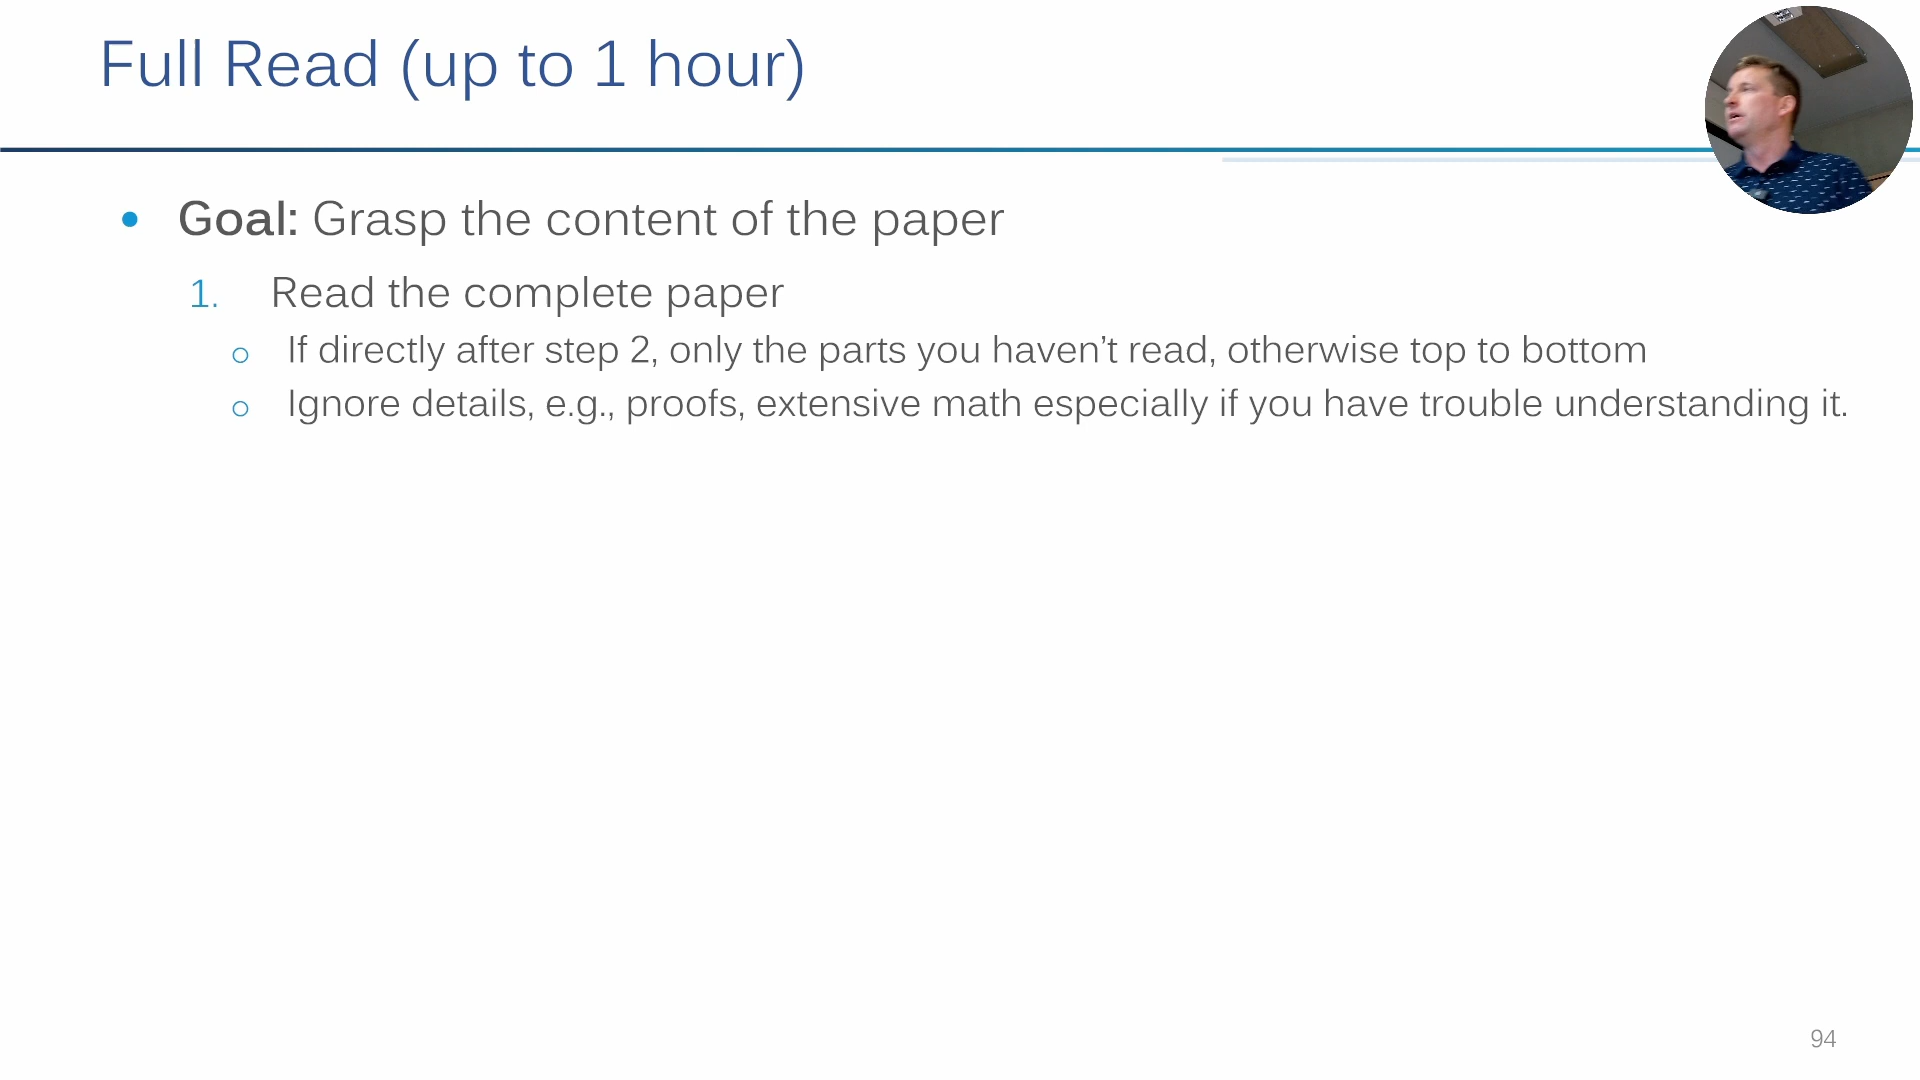 Full Read (up to 1 hour)
• Goal: Grasp the content of the paper
1. Read the complete paper
o If directly after step 2, only the parts you haven’t read, otherwise top to bottom
o Ignore details, e.g., proofs, extensive math especially if you have trouble understanding it.
94